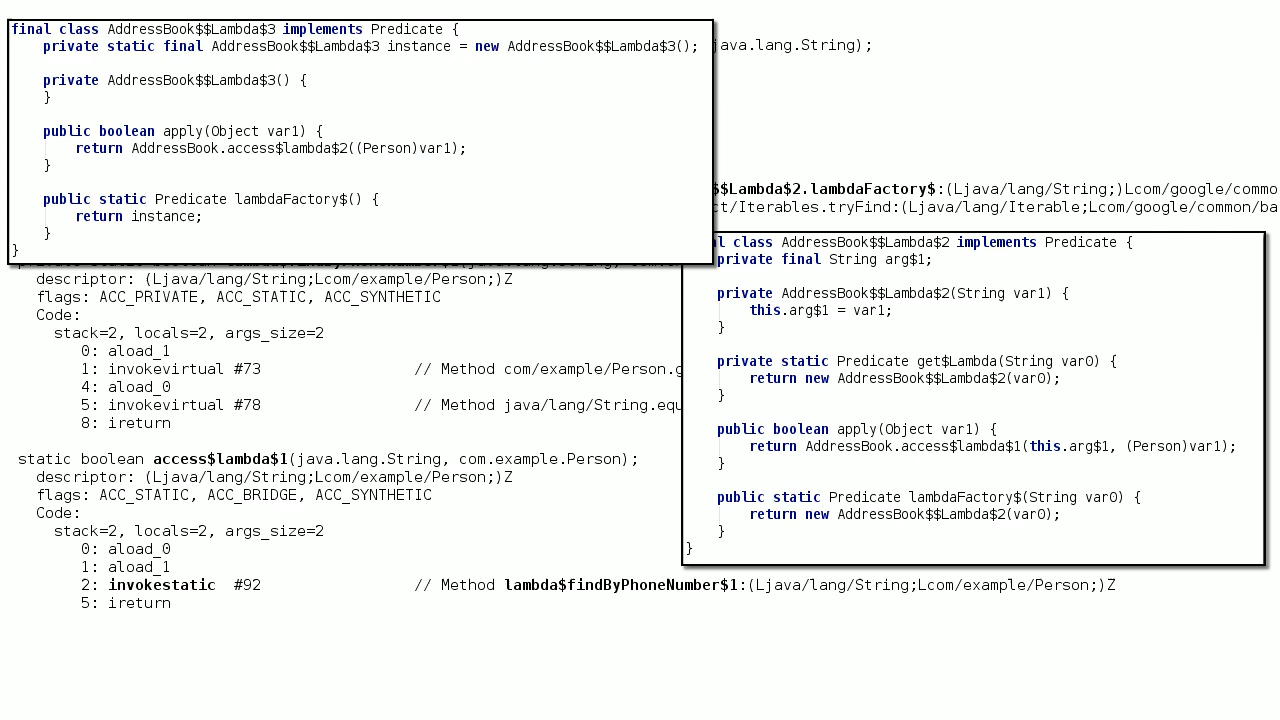 final class AddressBook$$Lambda$3 implements Predicate {
private static final AddressBook$$Lambda$3 instance = new AddressBook$$Lambda$3();
private AddressBook$$Lambda$3() {
}
public boolean apply(Object var1) {
return AddressBook.access$lambda$2((Person)var1);
}
public static Predicate lambdaFactory$() {
return instance;
}
}
java.lang.String);
$$Lambda$2.lambdaFactory$:(Ljava/lang/String;)Lcom/google/commo
ct/Iterables.tryFind:(Ljava/lang/Iterable;Lcom/google/common/ba
l class AddressBook$$Lambda$2 implements Predicate {
private final String arg$1;
private AddressBook$$Lambda$2(String var1) {
this.arg$1 = var1;
}
private static Predicate get$Lambda(String var0) {
return new AddressBook$$Lambda$2(var0);
}
public boolean apply(Object var1) {
return AddressBook.access$lambda$1(this.arg$1, (Person)var1);
}
public static Predicate lambdaFactory$(String var0) {
return new AddressBook$$Lambda$2(var0);
}
}
descriptor: (Ljava/lang/String;Lcom/example/Person;)Z
flags: ACC_PRIVATE, ACC_STATIC, ACC_SYNTHETIC
Code:
stack=2, locals=2, args_size=2
0: aload_1
1: invokevirtual #73 // Method com/example/Person.g
4: aload_0
5: invokevirtual #78 // Method java/lang/String.equ
8: ireturn
static boolean access$lambda$1(java.lang.String, com.example.Person);
descriptor: (Ljava/lang/String;Lcom/example/Person;)Z
flags: ACC_STATIC, ACC_BRIDGE, ACC_SYNTHETIC
Code:
stack=2, locals=2, args_size=2
0: aload_0
1: aload_1
2: invokestatic #92 // Method lambda$findByPhoneNumber$1:(Ljava/lang/String;Lcom/example/Person;)Z
5: ireturn